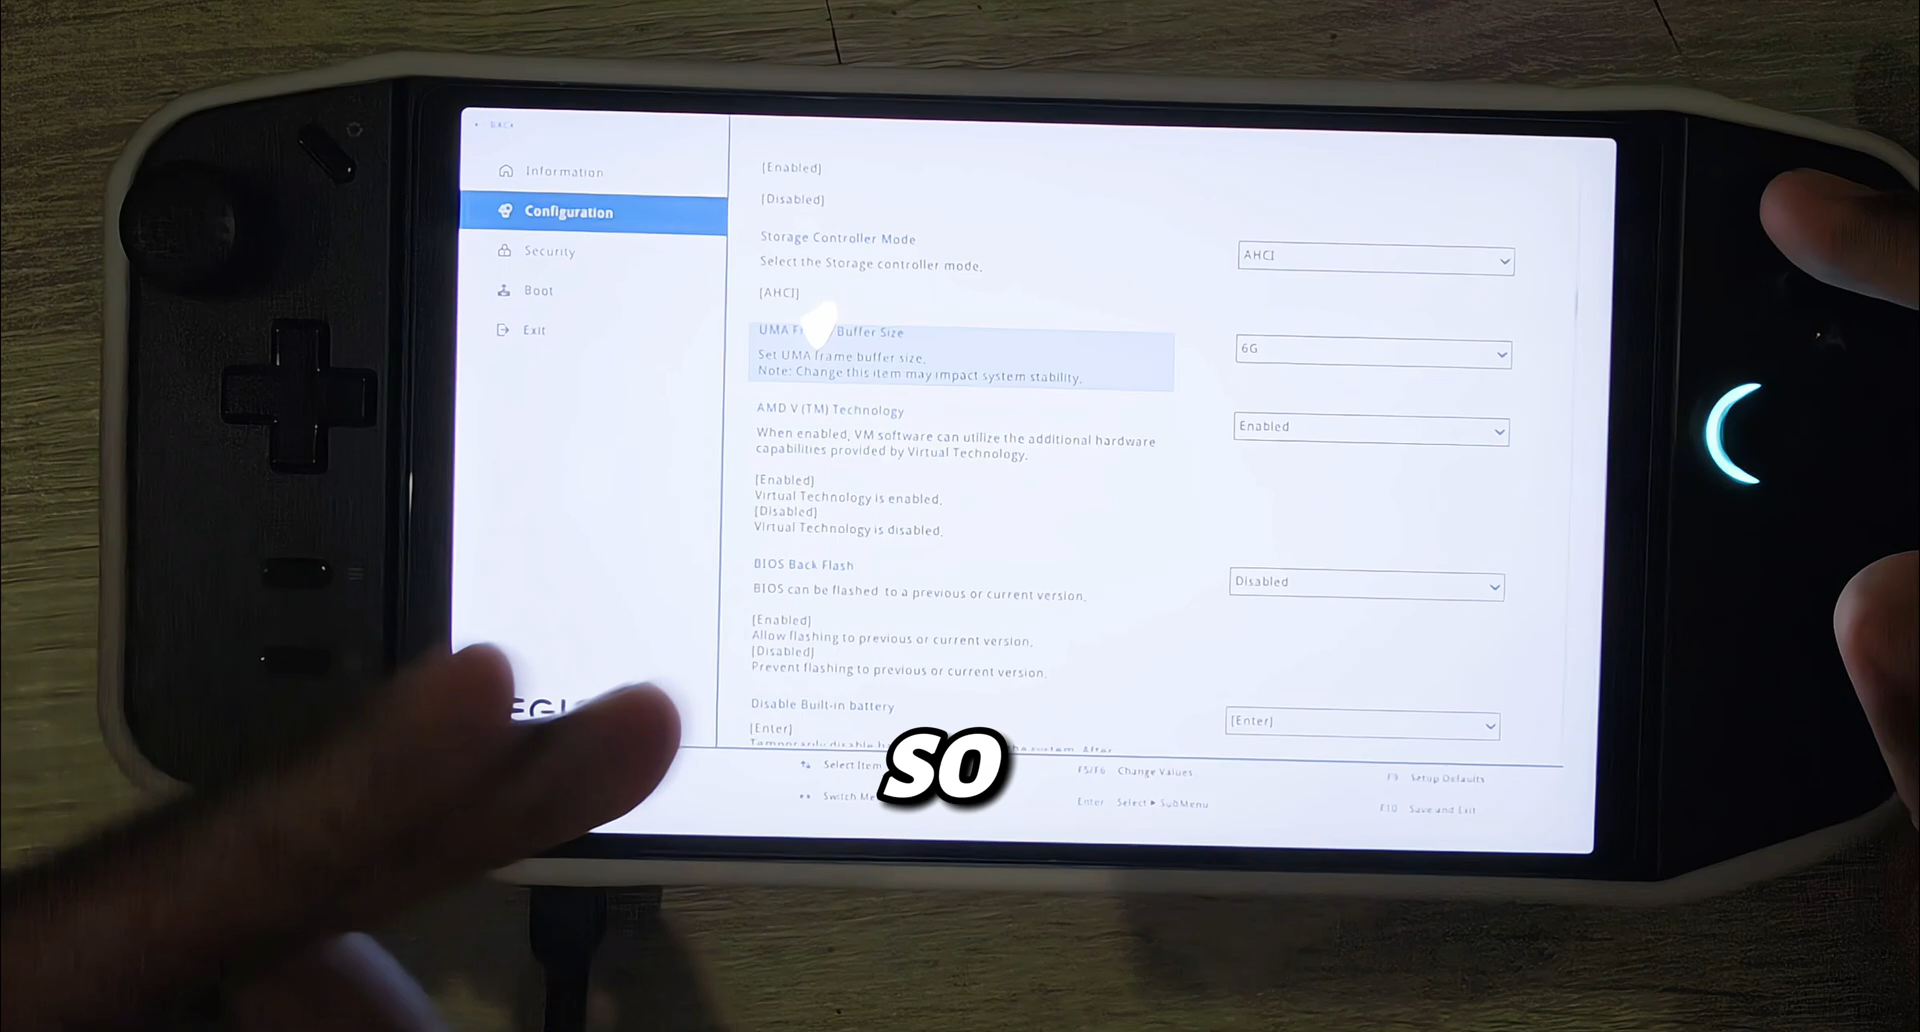 BACK
Information
Configuration
Security
Boot
Exit
[Enabled]
[Disabled]
Storage Controller Mode
Select the Storage controller mode.
AHCI
[AHCI]
UMA F Buffer Size
Set UMA frame buffer size.
Note: Change this item may impact system stability.
6G
AMD V (TM) Technology
When enabled, VM software can utilize the additional hardware
capabilities provided by Virtual Technology.
Enabled
[Enabled]
Virtual Technology is enabled.
[Disabled]
Virtual Technology is disabled.
BIOS Back Flash
BIOS can be flashed to a previous or current version.
Disabled
[Enabled]
Allow flashing to previous or current version.
[Disabled]
Prevent flashing to previous or current version.
Disable Built-in battery
[Enter]
[Enter]
Select Item
F5/F6 Change Values
F9 Setup Defaults
Switch
Enter Select ▸ SubMenu
F10 Save and Exit
SO